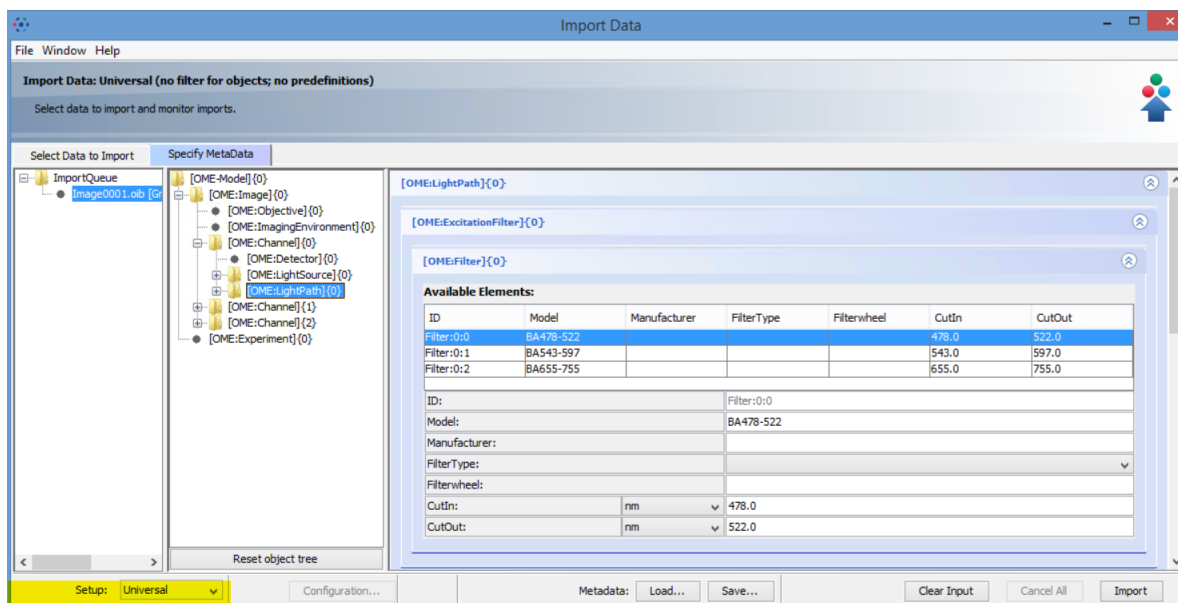 Import Data
File Window Help
Import Data: Universal (no filter for objects; no predefinitions)
Select data to import and monitor imports.
Select Data to Import Specify MetaData
ImportQueue
Image0001.oib [Gr
[OME-Model]{0}
[OME:Image]{0}
[OME:Objective]{0}
[OME:ImagingEnvironment]{0}
[OME:Channel]{0}
[OME:Detector]{0}
[OME:LightSource]{0}
[OME:LightPath]{0}
[OME:Channel]{1}
[OME:Channel]{2}
[OME:Experiment]{0}
Reset object tree
[OME:LightPath]{0}
[OME:ExcitationFilter]{0}
[OME:Filter]{0}
Available Elements:
ID Model Manufacturer FilterType Filterwheel CutIn CutOut
Filter:0:0 BA478-522 478.0 522.0
Filter:0:1 BA543-597 543.0 597.0
Filter:0:2 BA655-755 655.0 755.0
ID: Filter:0:0
Model: BA478-522
Manufacturer:
FilterType:
Filterwheel:
CutIn: nm 478.0
CutOut: nm 522.0
Setup: Universal Configuration... Metadata: Load... Save... Clear Input Cancel All Import